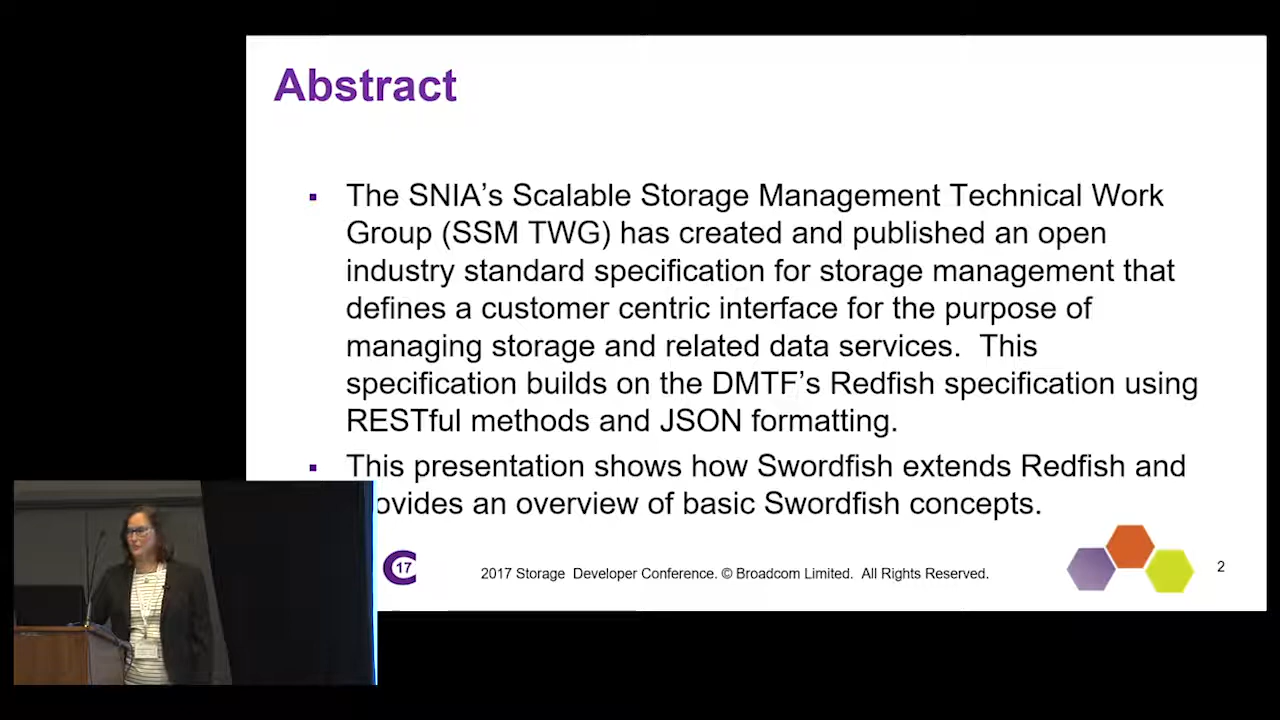 Abstract
The SNIA’s Scalable Storage Management Technical Work
Group (SSM TWG) has created and published an open
industry standard specification for storage management that
defines a customer centric interface for the purpose of
managing storage and related data services.  This
specification builds on the DMTF’s Redfish specification using
RESTful methods and JSON formatting.
This presentation shows how Swordfish extends Redfish and
ovides an overview of basic Swordfish concepts.
17
2017 Storage  Developer Conference. © Broadcom Limited.  All Rights Reserved.
2